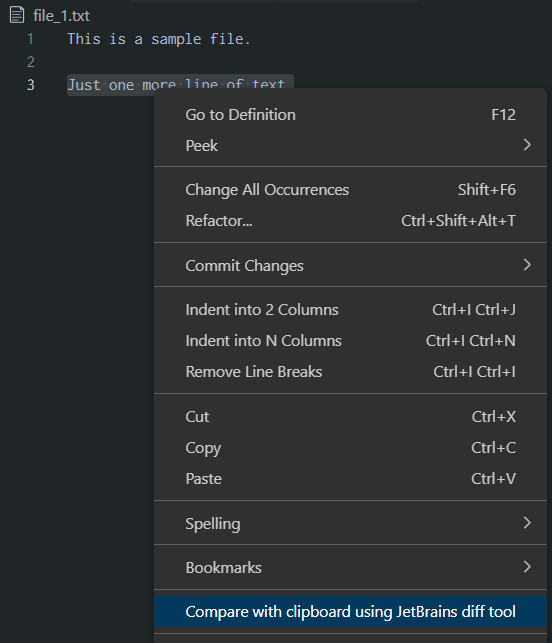 file_1.txt
1 This is a sample file.
2
3 Just one more line of text
Go to Definition F12
Peek
Change All Occurrences Shift+F6
Refactor... Ctrl+Shift+Alt+T
Commit Changes
Indent into 2 Columns Ctrl+I Ctrl+J
Indent into N Columns Ctrl+I Ctrl+N
Remove Line Breaks Ctrl+I Ctrl+I
Cut Ctrl+X
Copy Ctrl+C
Paste Ctrl+V
Spelling
Bookmarks
Compare with clipboard using JetBrains diff tool